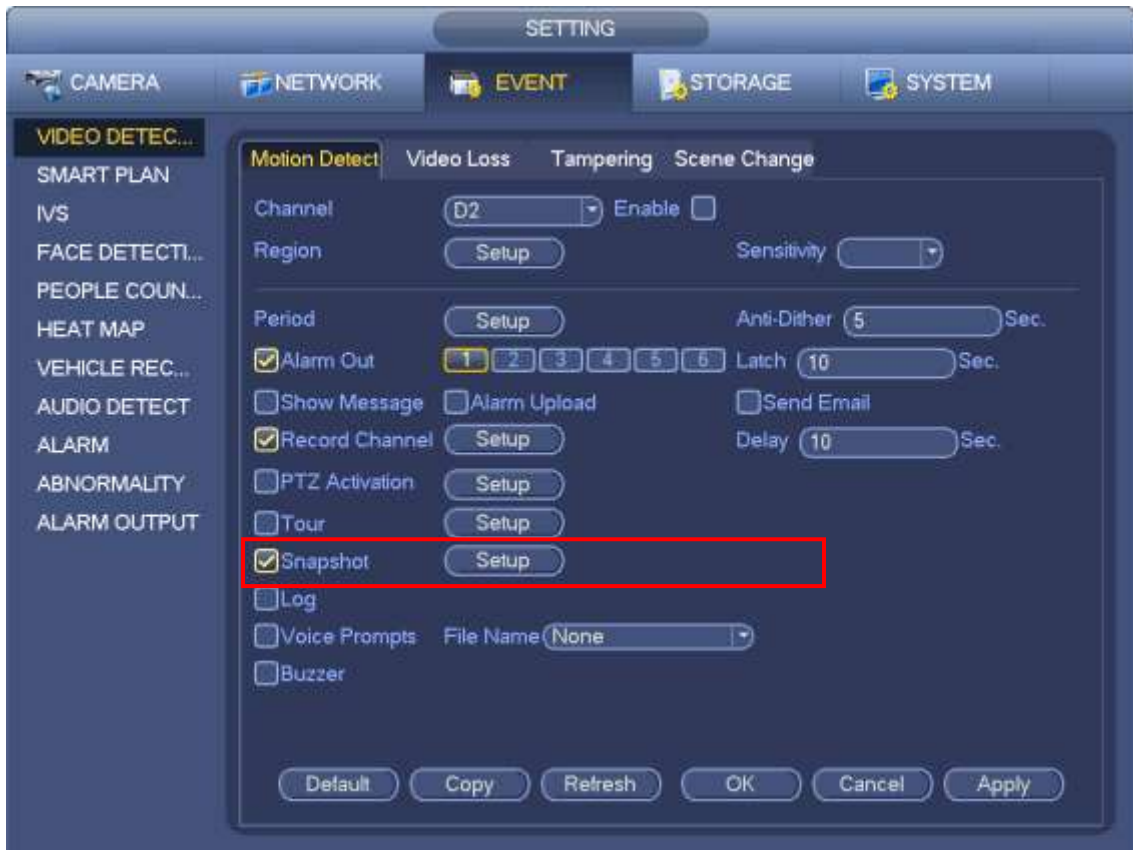 SETTING
CAMERA NETWORK EVENT STORAGE SYSTEM
VIDEO DETEC...
SMART PLAN
IVS
FACE DETECTI...
PEOPLE COUN...
HEAT MAP
VEHICLE REC...
AUDIO DETECT
ALARM
ABNORMALITY
ALARM OUTPUT
Motion Detect Video Loss Tampering Scene Change
Channel D2 Enable
Region Setup Sensitivity
Period Setup Anti-Dither 5 Sec.
Alarm Out 1 2 3 4 5 6 Latch 10 Sec.
Show Message Alarm Upload Send Email
Record Channel Setup Delay 10 Sec.
PTZ Activation Setup
Tour Setup
Snapshot Setup
Log
Voice Prompts File Name None
Buzzer
Default Copy Refresh OK Cancel Apply